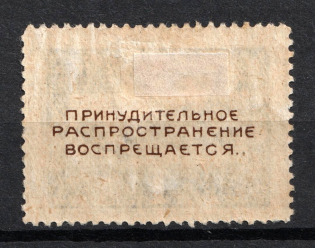 ПРИНУДИТЕЛЬНОЕ
РАСПРОСТРАНЕНИЕ
ВОСПРЕЩАЕТСЯ..